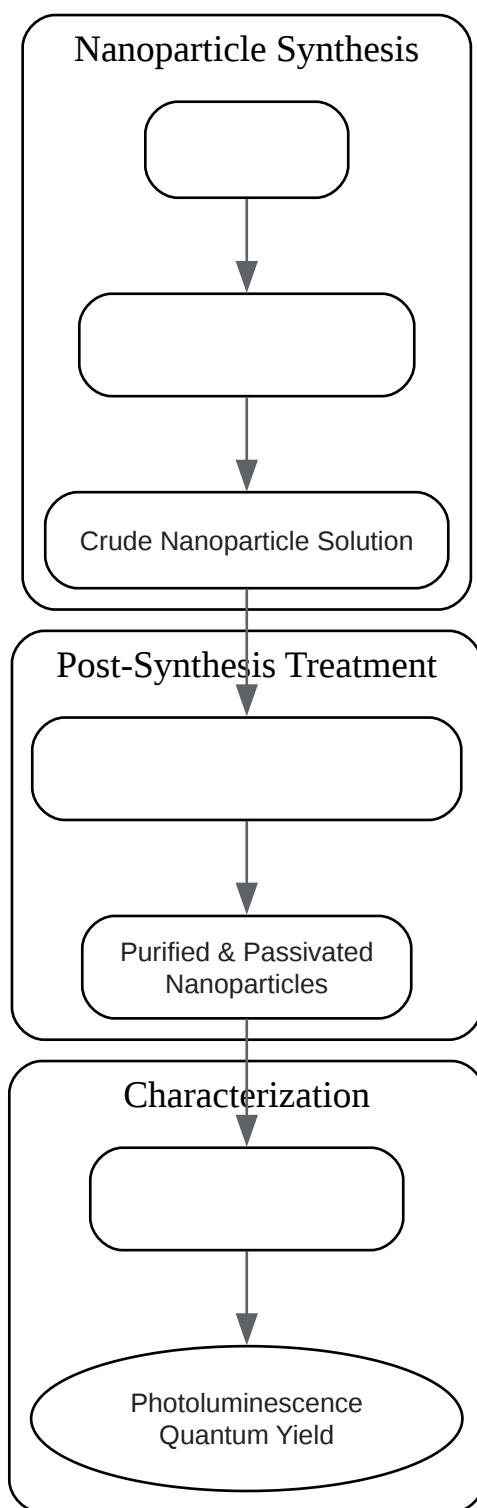 Nanoparticle Synthesis
Crude Nanoparticle Solution
Post-Synthesis Treatment
Purified & Passivated
Nanoparticles
Characterization
Photoluminescence
Quantum Yield